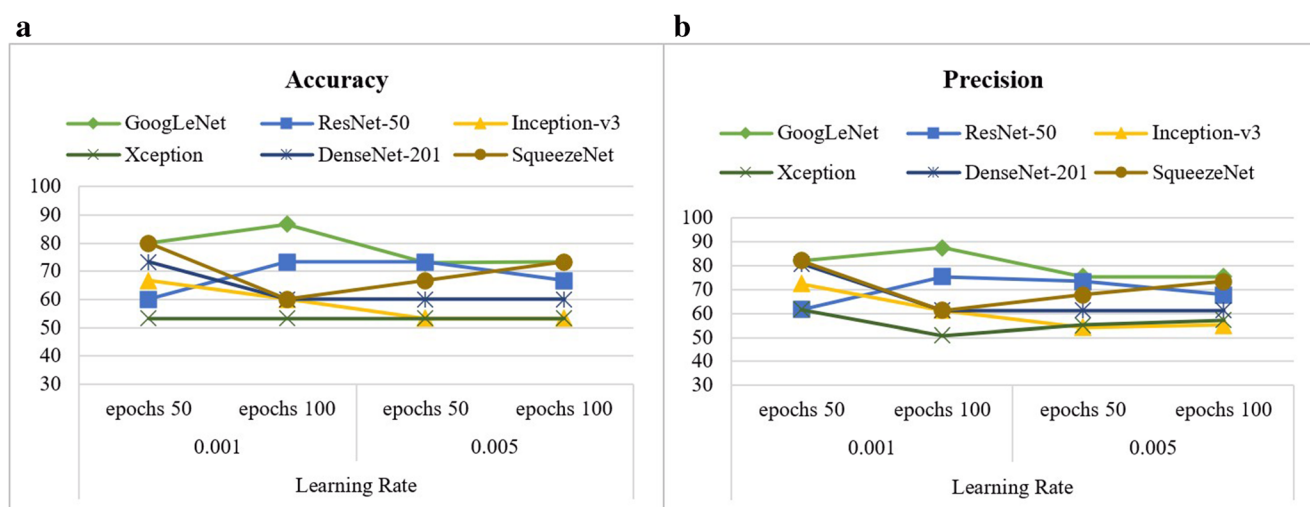 a
Accuracy
GoogLeNet ResNet-50 Inception-v3
Xception DenseNet-201 SqueezeNet
100
90
80
70
60
50
40
30
epochs 50 epochs 100 epochs 50 epochs 100
0.001 0.005
Learning Rate
b
Precision
GoogLeNet ResNet-50 Inception-v3
Xception DenseNet-201 SqueezeNet
100
90
80
70
60
50
40
30
epochs 50 epochs 100 epochs 50 epochs 100
0.001 0.005
Learning Rate